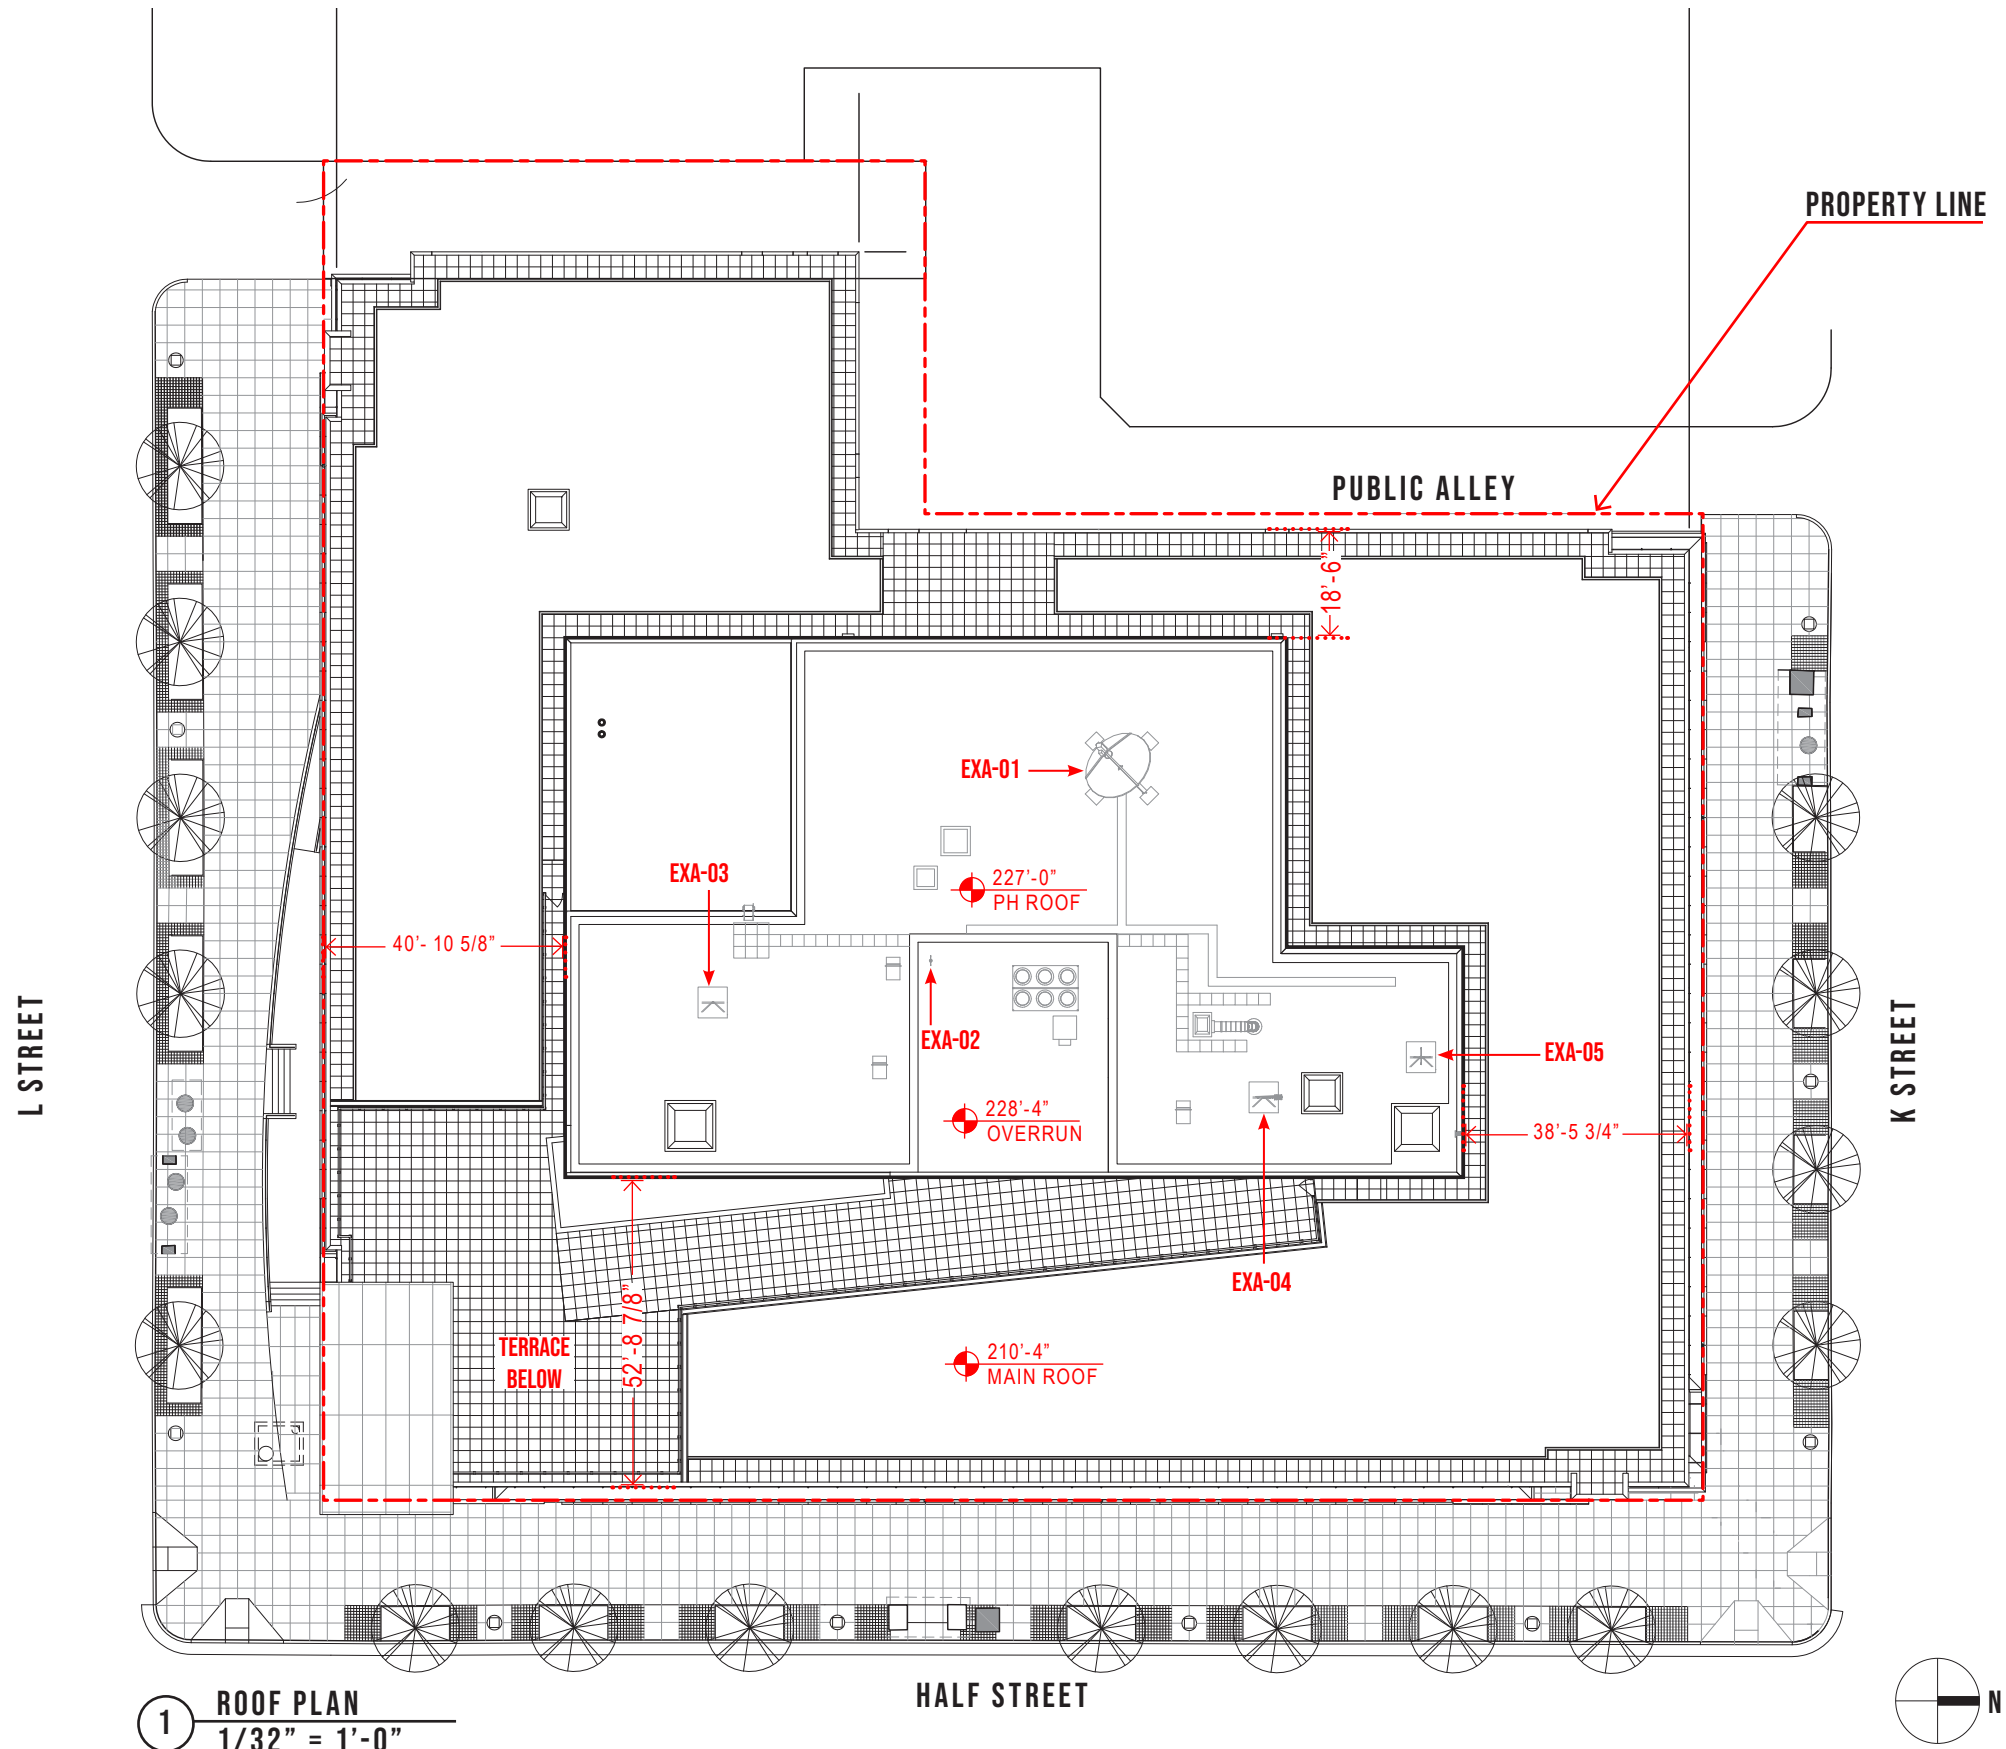 PROPERTY LINE
PUBLIC ALLEY
18'-6"
EXA-01
EXA-03
227'-0"
PH ROOF
40'- 10 5/8"
EXA-02
EXA-05
L STREET
K STREET
228'-4"
OVERRUN
38'-5 3/4"
EXA-04
52'-8 7/8"
TERRACE
BELOW
210'-4"
MAIN ROOF
HALF STREET
1
ROOF PLAN
1/32” = 1’-0”
N